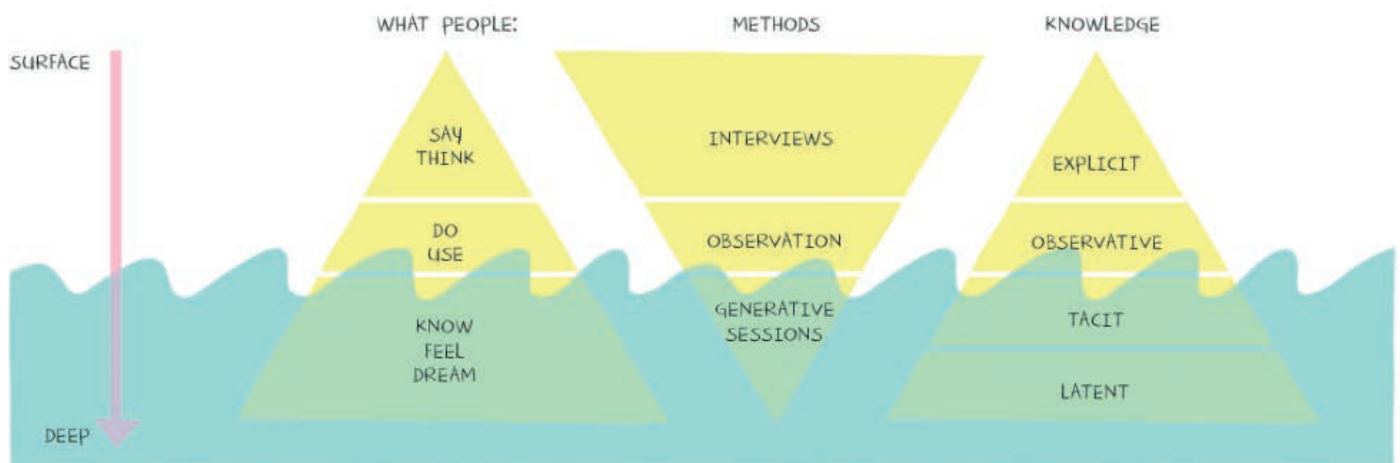 WHAT PEOPLE:
METHODS
KNOWLEDGE
SURFACE
SAY
THINK
INTERVIEWS
EXPLICIT
DO
USE
OBSERVATION
OBSERVATIVE
KNOW
FEEL
DREAM
GENERATIVE
SESSIONS
TACIT
LATENT
DEEP